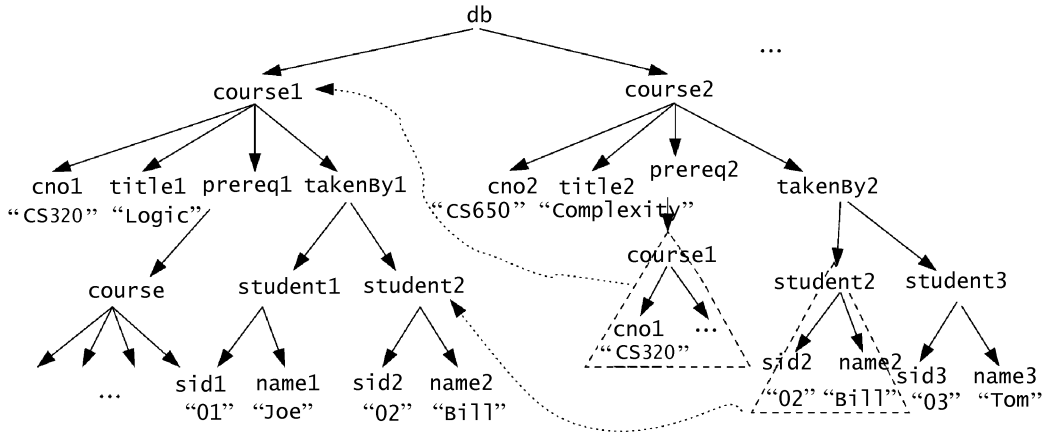 db
...
course1
course2
cno1 title1 prereq1 takenBy1
“CS320” “Logic”
prereq2
cno2 title2 takenBy2
“CS650” “Complexity”
course1
course student1 student2
student2 student3
cno1 ...
“CS320”
sid2 name2 sid3 name3
“02” “Bill” “03” “Tom”
... sid1 name1 sid2 name2
“01” “Joe” “02” “Bill”